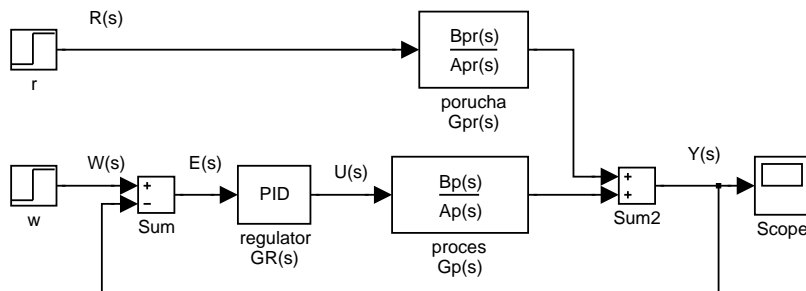 R(s)
r
Bpr(s)
Apr(s)
porucha
Gpr(s)
W(s)
w
+
−
Sum
E(s)
PID
regulator
GR(s)
U(s)
Bp(s)
Ap(s)
proces
Gp(s)
+
+
Sum2
Y(s)
Scope